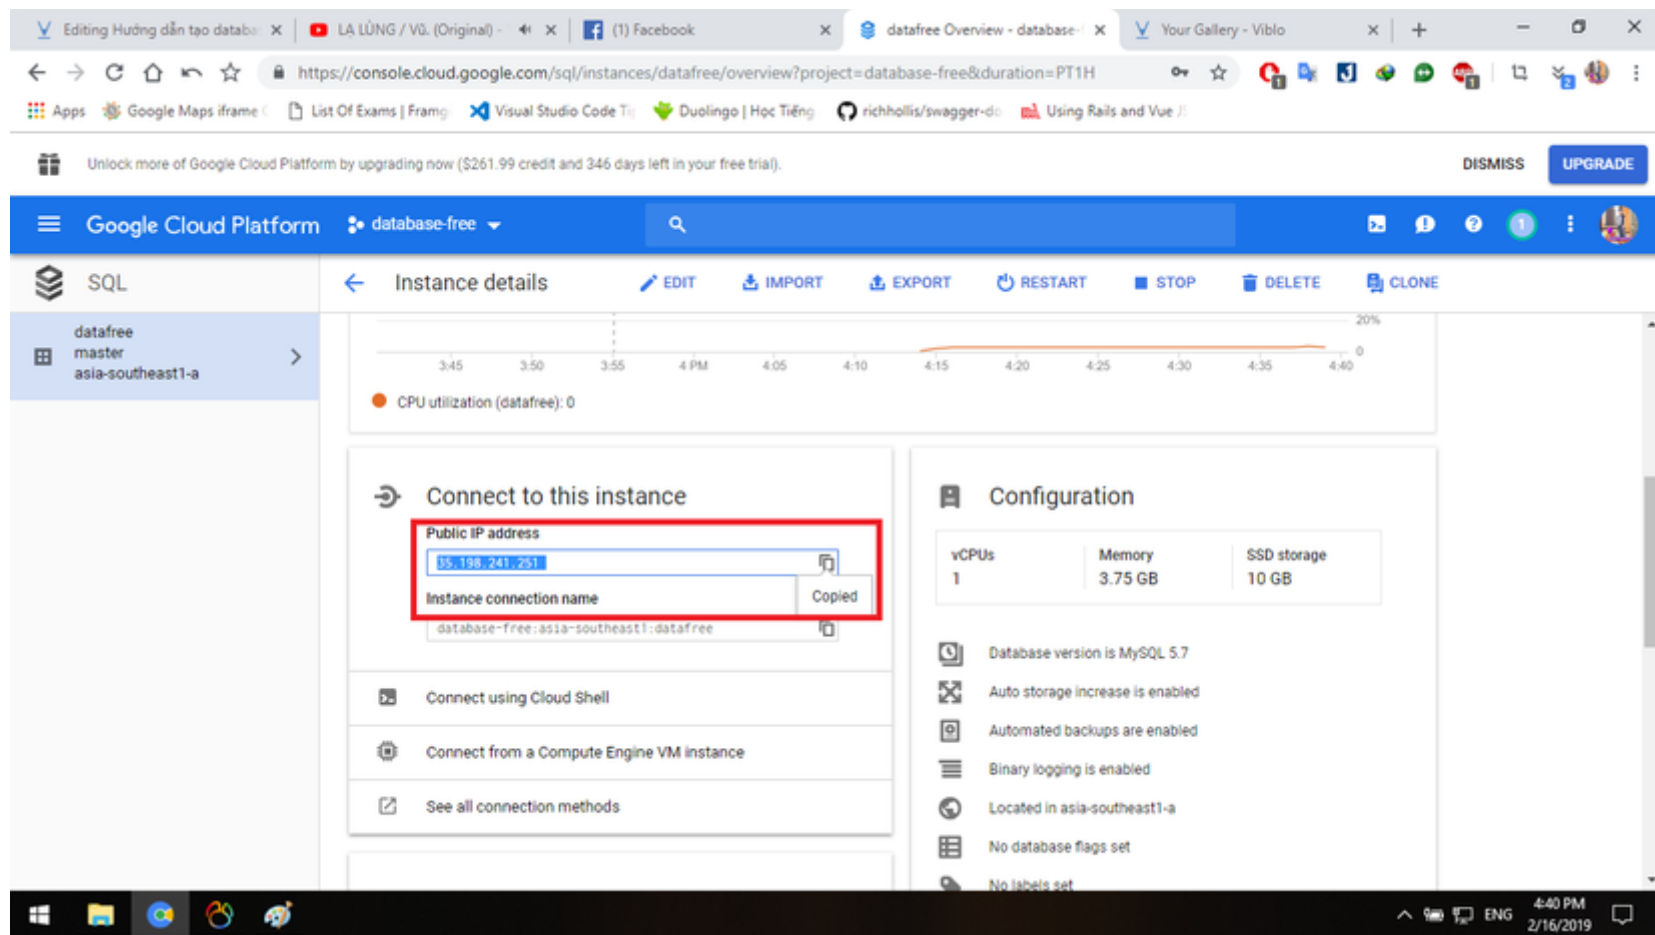 Editing Hướng dẫn tạo databa
LẠ LÙNG / Vũ. (Original) -
(1) Facebook
datafree Overview - database-f
Your Gallery - Viblo
https://console.cloud.google.com/sql/instances/datafree/overview?project=database-free&duration=PT1H
Apps
Google Maps iframe
List Of Exams | Framg
Visual Studio Code Ti
Duolingo | Học Tiếng
richhollis/swagger-do
Using Rails and Vue JS
Unlock more of Google Cloud Platform by upgrading now ($261.99 credit and 346 days left in your free trial).
DISMISS
UPGRADE
Google Cloud Platform
database-free
1
SQL
Instance details
EDIT
IMPORT
EXPORT
RESTART
STOP
DELETE
CLONE
datafree
master
asia-southeast1-a
20%
0
3:45 3:50 3:55 4 PM 4:05 4:10 4:15 4:20 4:25 4:30 4:35 4:40
CPU utilization (datafree): 0
Connect to this instance
Public IP address
35.198.241.251
Copied
Instance connection name
database-free:asia-southeast1:datafree
Connect using Cloud Shell
Connect from a Compute Engine VM instance
See all connection methods
Configuration
vCPUs Memory SSD storage
1 3.75 GB 10 GB
Database version is MySQL 5.7
Auto storage increase is enabled
Automated backups are enabled
Binary logging is enabled
Located in asia-southeast1-a
No database flags set
No labels set
ENG
4:40 PM
2/16/2019